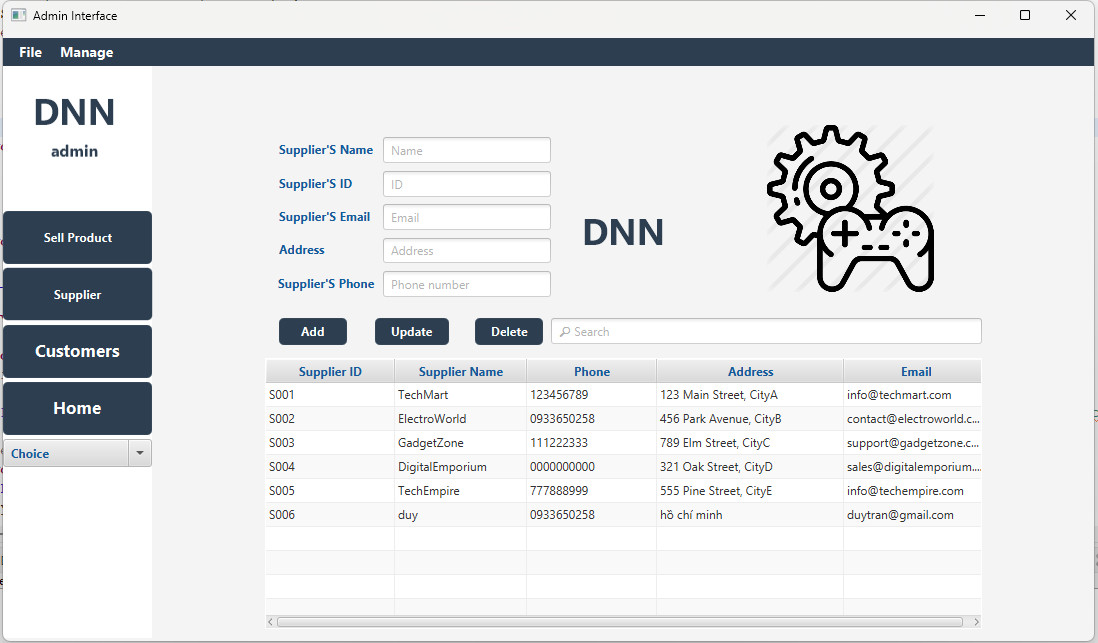 Admin Interface
File Manage
DNN
admin
Sell Product
Supplier
Customers
Home
Choice
Supplier'S Name Name
Supplier'S ID ID
Supplier'S Email Email
Address Address
Supplier'S Phone Phone number
DNN
Add Update Delete Search
Supplier ID Supplier Name Phone Address Email
S001 TechMart 123456789 123 Main Street, CityA info@techmart.com
S002 ElectroWorld 0933650258 456 Park Avenue, CityB contact@electroworld.c...
S003 GadgetZone 111222333 789 Elm Street, CityC support@gadgetzone.c...
S004 DigitalEmporium 0000000000 321 Oak Street, CityD sales@digitalemporium....
S005 TechEmpire 777888999 555 Pine Street, CityE info@techempire.com
S006 duy 0933650258 hồ chí minh duytran@gmail.com